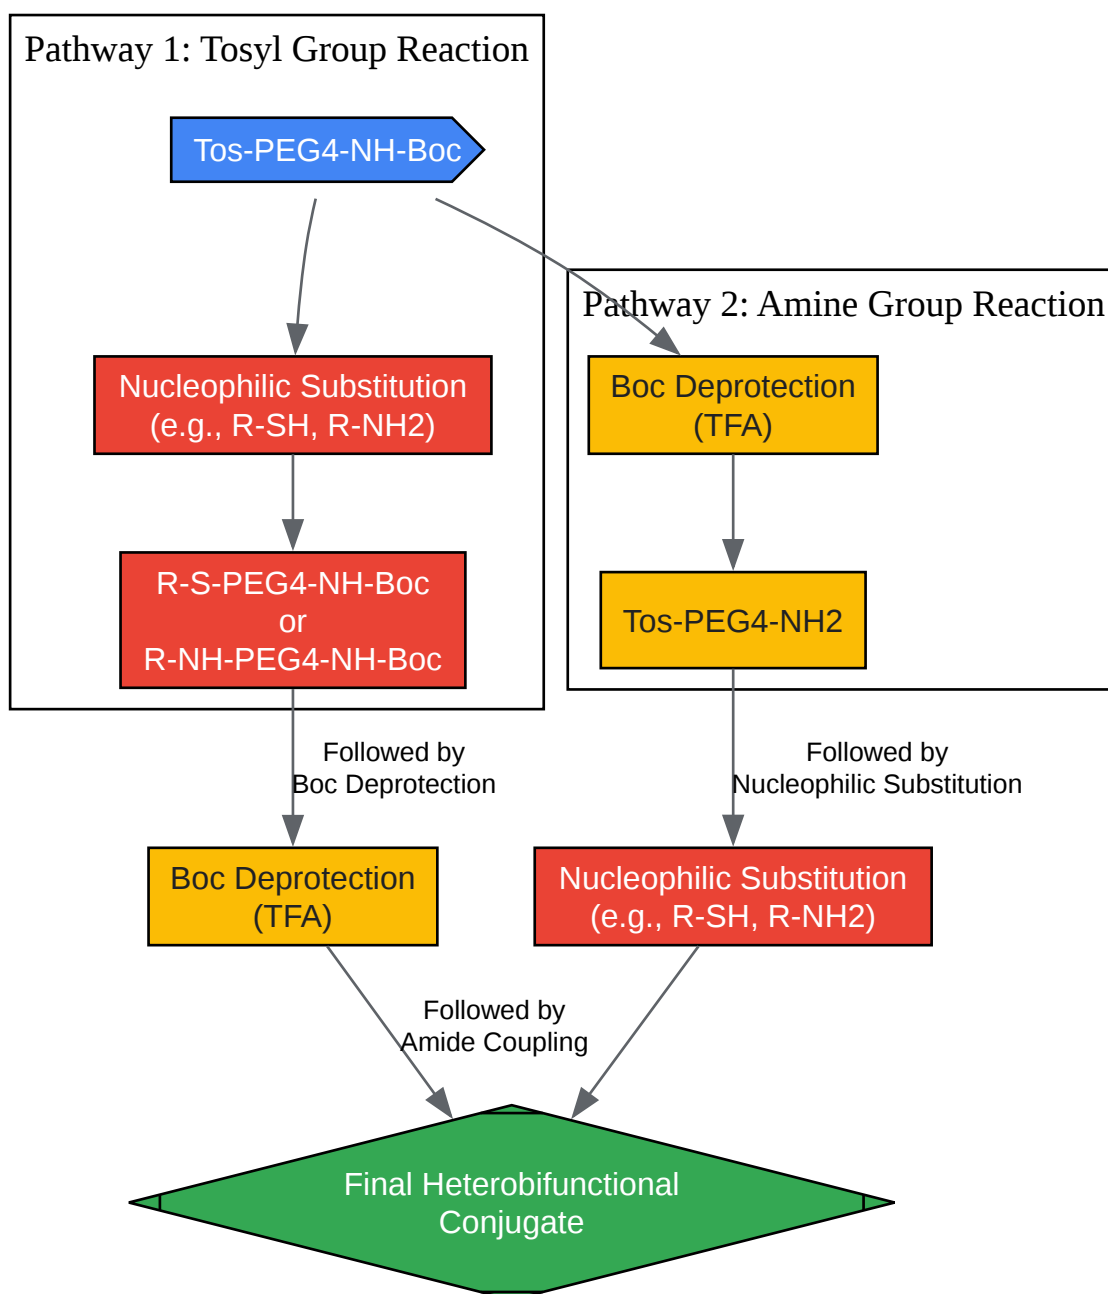 Pathway 1: Tosyl Group Reaction
Tos-PEG4-NH-Boc
Pathway 2: Amine Group Reaction
Nucleophilic Substitution
(e.g., R-SH, R-NH2)
Boc Deprotection
(TFA)
R-S-PEG4-NH-Boc
or
R-NH-PEG4-NH-Boc
Tos-PEG4-NH2
Followed by
Boc Deprotection
Followed by
Nucleophilic Substitution
Boc Deprotection
(TFA)
Nucleophilic Substitution
(e.g., R-SH, R-NH2)
Followed by
Amide Coupling
Final Heterobifunctional
Conjugate